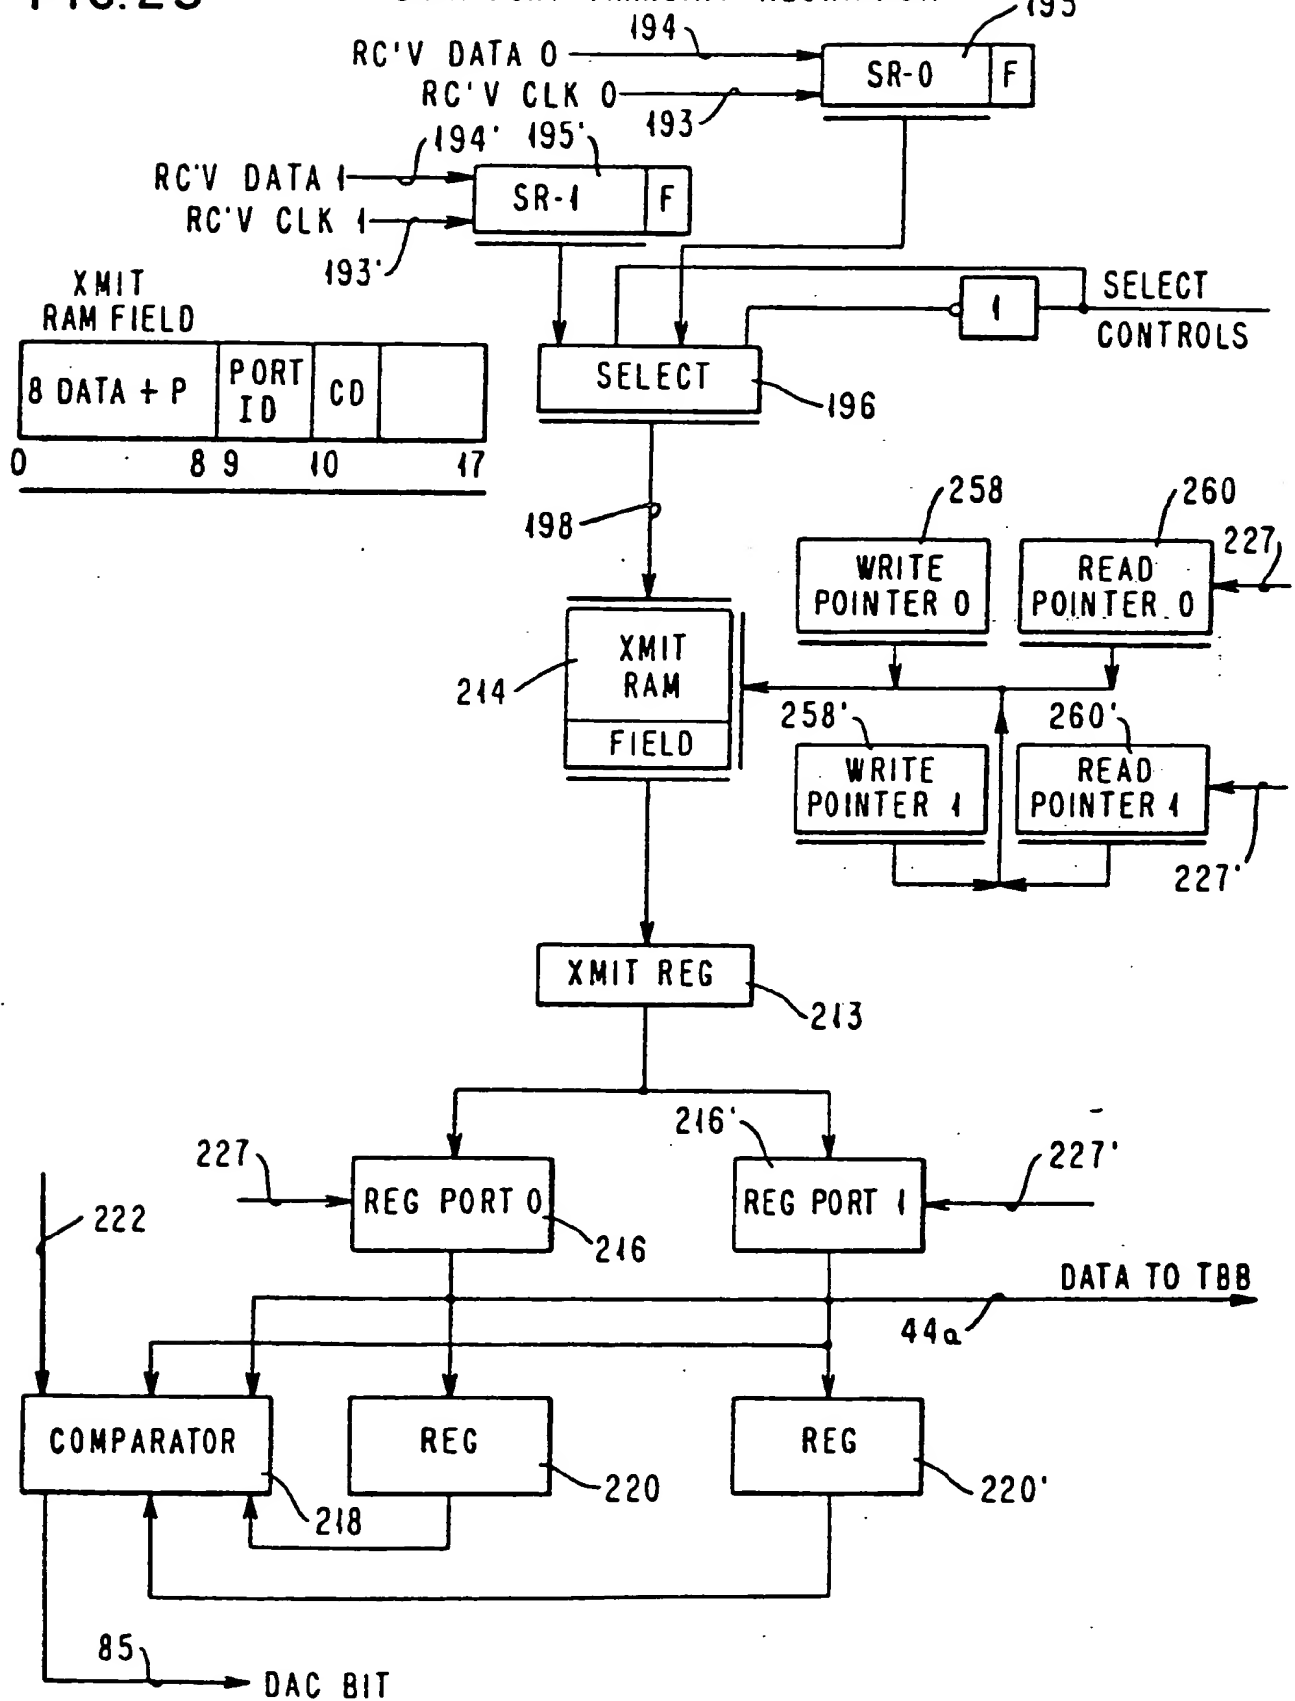 194
RC'V DATA 0
SR-0
F
RC'V CLK 0
193
194'
195'
RC'V DATA 1
SR-1
F
RC'V CLK 1
193'
XMIT
RAM FIELD
8 DATA + P
PORT
ID
CD
0
8
9
10
17
1
SELECT
CONTROLS
SELECT
196
198
258
260
227
WRITE
POINTER 0
READ
POINTER 0
XMIT
RAM
FIELD
214
258'
260'
WRITE
POINTER 1
READ
POINTER 1
227'
XMIT REG
213
216'
227
227'
REG PORT 0
REG PORT 1
222
216
DATA TO TBB
44a
COMPARATOR
REG
REG
218
220
220'
85
DAC BIT